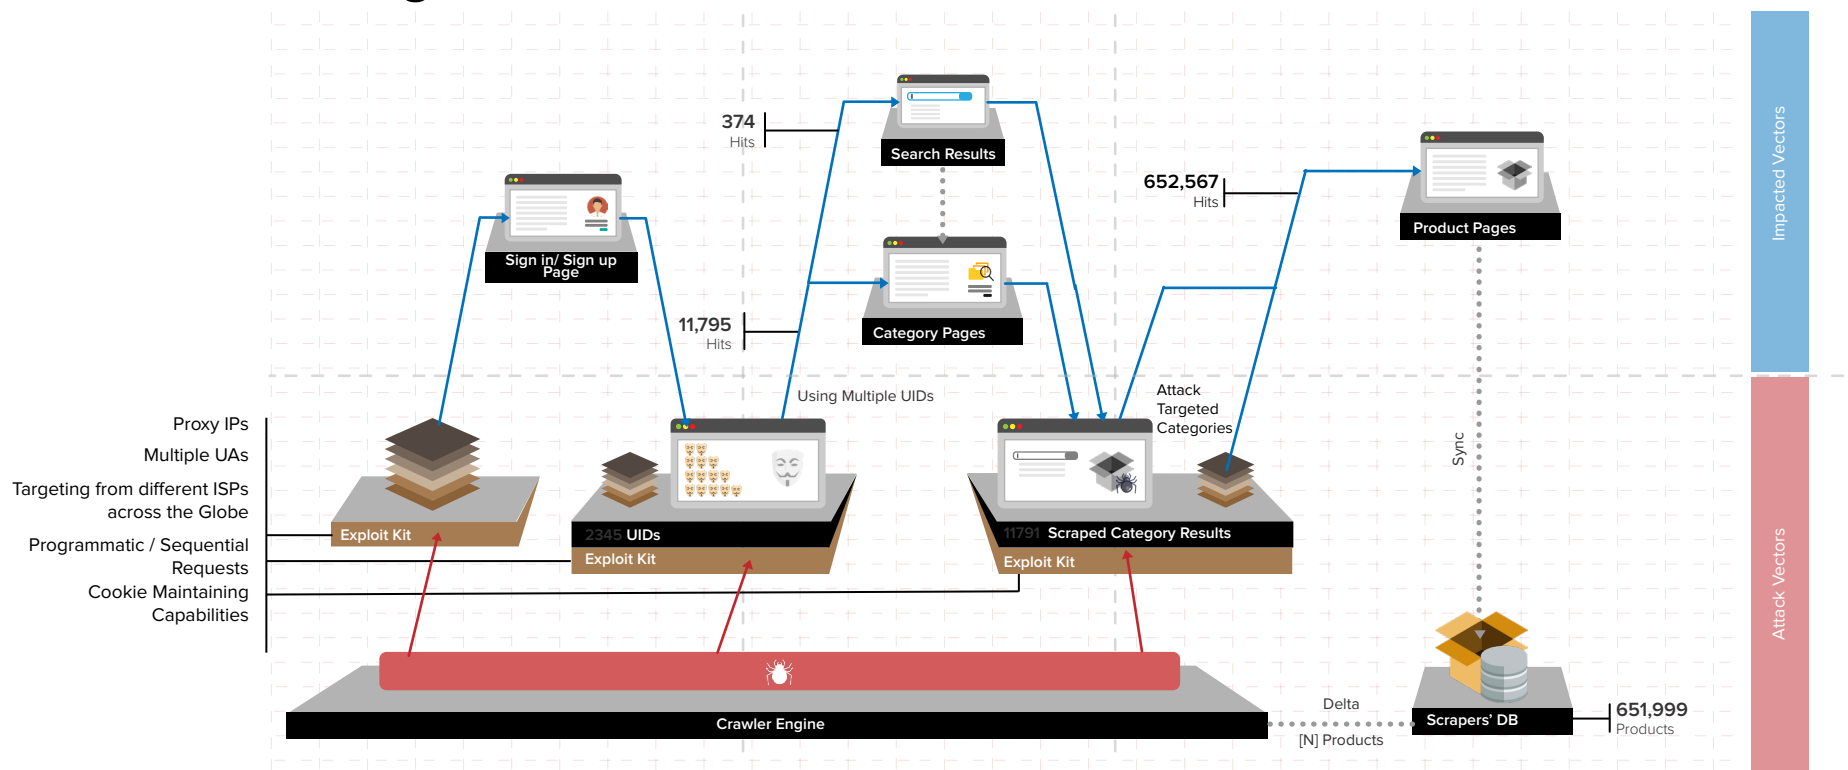 374
Hits
Search Results
Impacted Vectors
652,567
Hits
Product Pages
Sign in/ Sign up
Page
11,795
Hits
Category Pages
Using Multiple UIDs
Attack
Targeted
Categories
Proxy IPs
Multiple UAs
Targeting from different ISPs
across the Globe
Programmatic / Sequential
Requests
Cookie Maintaining
Capabilities
Exploit Kit
2345 UIDs
Exploit Kit
11791 Scraped Category Results
Exploit Kit
Sync
Attack Vectors
Crawler Engine
Delta
[N] Products
Scrapers' DB
651,999
Products